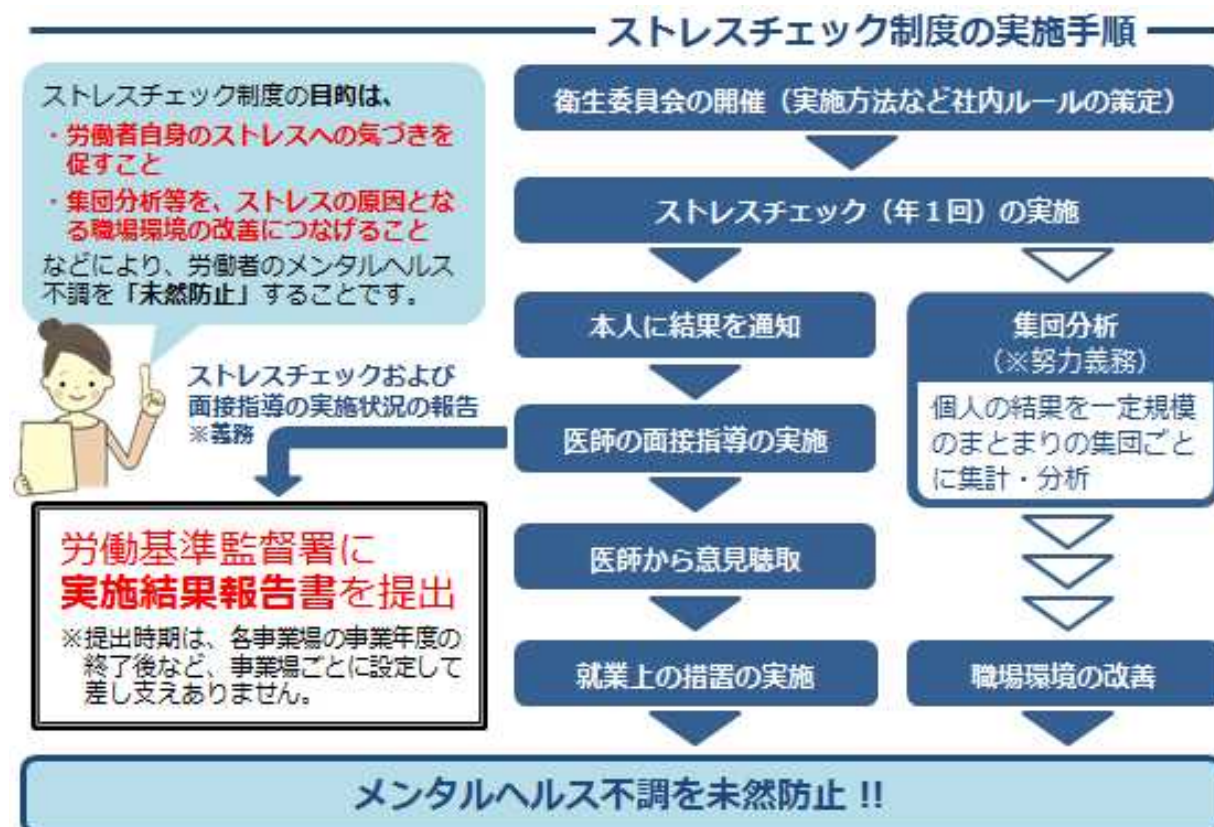 ストレスチェック制度の実施手順
ストレスチェック制度の目的は、
・労働者自身のストレスへの気づきを
促すこと
・集団分析等を、ストレスの原因とな
る職場環境の改善につなげること
などにより、労働者のメンタルヘルス
不調を「未然防止」することです。
衛生委員会の開催（実施方法など社内ルールの策定）
ストレスチェック（年１回）の実施
本人に結果を通知
医師の面接指導の実施
ストレスチェックおよび
面接指導の実施状況の報告
※義務
労働基準監督署に
実施結果報告書を提出
※提出時期は、各事業場の事業年度の
終了後など、事業場ごとに設定して
差し支えありません。
医師から意見聴取
就業上の措置の実施
集団分析
（※努力義務）
個人の結果を一定規模
のまとまりの集団ごと
に集計・分析
職場環境の改善
メンタルヘルス不調を未然防止 !!